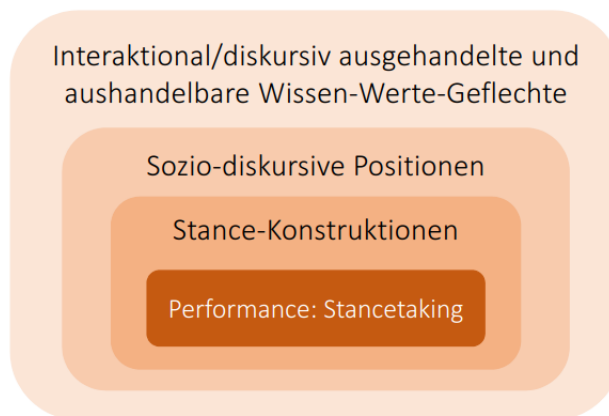 Interaktional/diskursiv ausgehandelte und
aushandelbare Wissen-Werte-Geflechte
Sozio-diskursive Positionen
Stance-Konstruktionen
Performance: Stancetaking